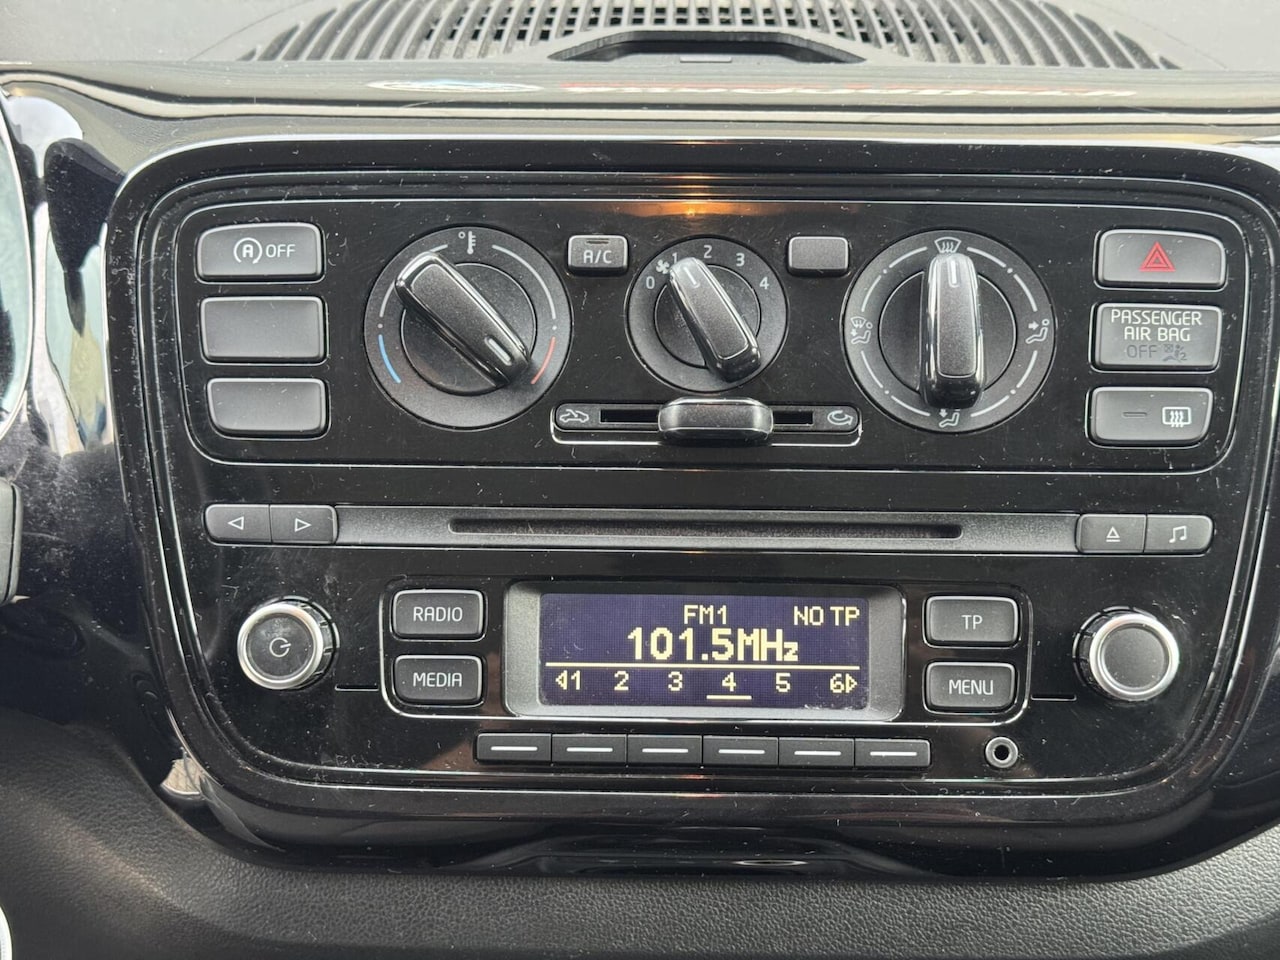 A OFF
A/C
0 1 2 3 4
PASSENGER
AIR BAG
OFF 2
RADIO
MEDIA
FM1 NO TP
101.5MHz
1 2 3 4 5 6
TP
MENU